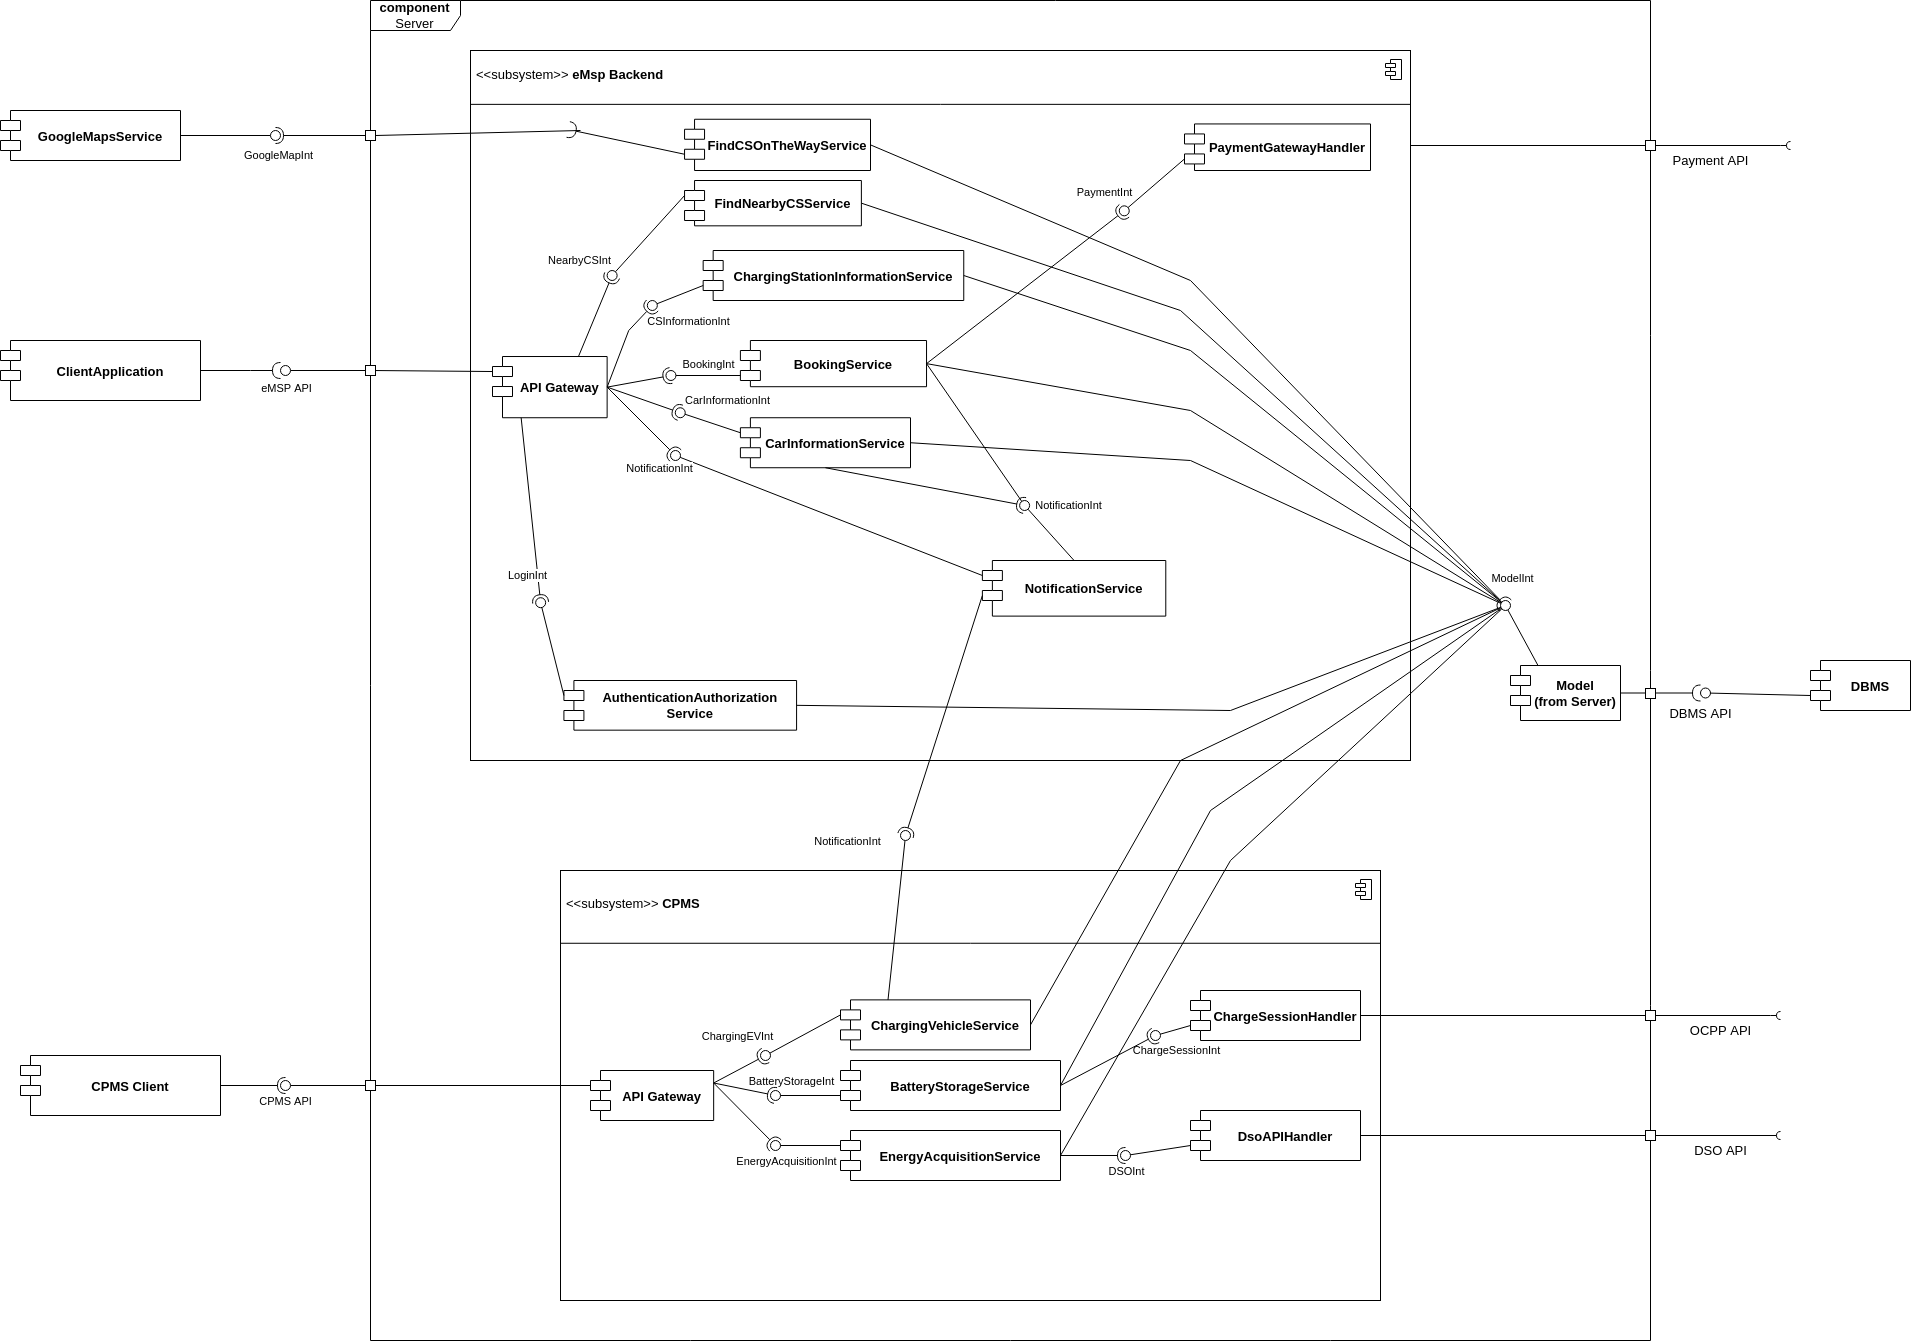 component
Server
<<subsystem>> eMsp Backend
GoogleMapsService
GoogleMapInt
FindCSOnTheWayService
PaymentGatewayHandler
Payment API
PaymentInt
FindNearbyCSService
NearbyCSInt
ChargingStationInformationService
CSInformationInt
ClientApplication
eMSP API
API Gateway
BookingInt
BookingService
CarInformationInt
CarInformationService
NotificationInt
NotificationInt
NotificationService
LoginInt
ModelInt
AuthenticationAuthorization
Service
Model
(from Server)
DBMS API
DBMS
NotificationInt
<<subsystem>> CPMS
ChargingEVInt
ChargingVehicleService
ChargeSessionHandler
OCPP API
ChargeSessionInt
CPMS Client
CPMS API
API Gateway
BatteryStorageInt
BatteryStorageService
EnergyAcquisitionInt
EnergyAcquisitionService
DSOInt
DsoAPIHandler
DSO API